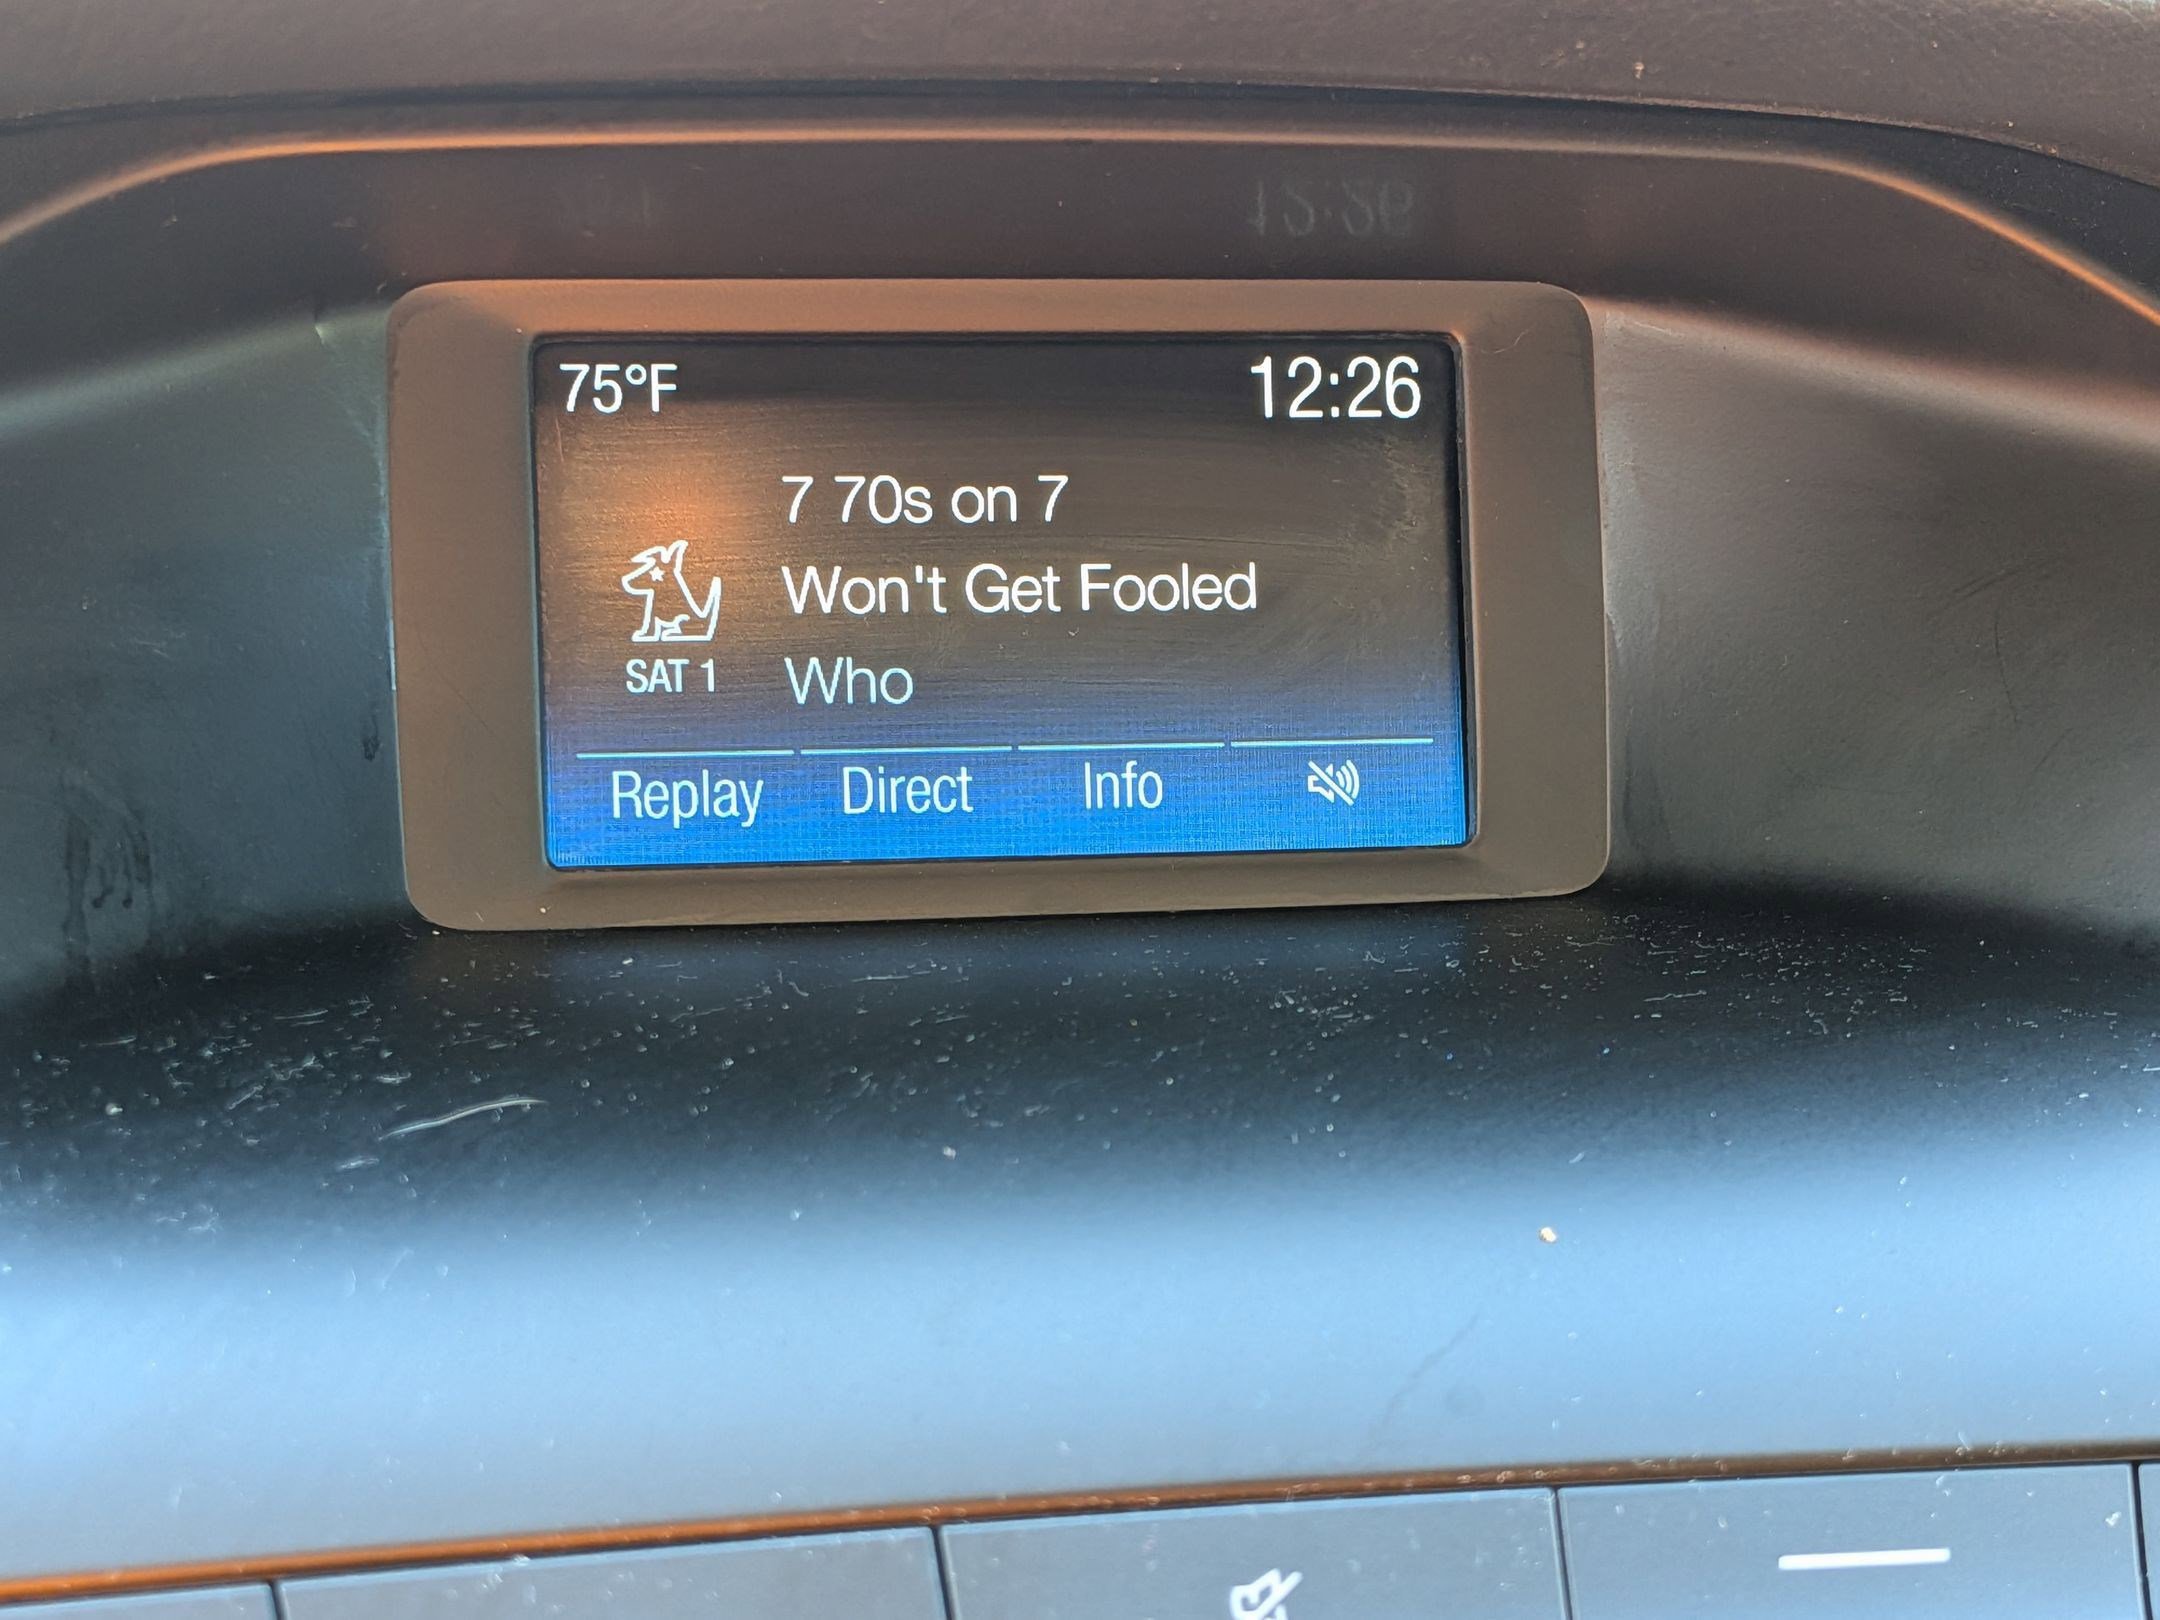 75°F 12:26
7 70s on 7
Won't Get Fooled
SAT 1 Who
Replay Direct Info